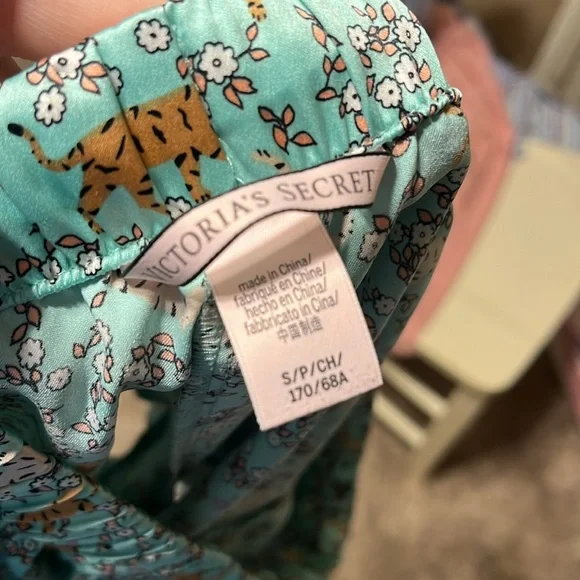 VICTORIA'S SECRET
made in China/
fabriqué en Chine/
hecho en China/
fabbricato in Cina/
中国制造
S/P/CH/
170/68A